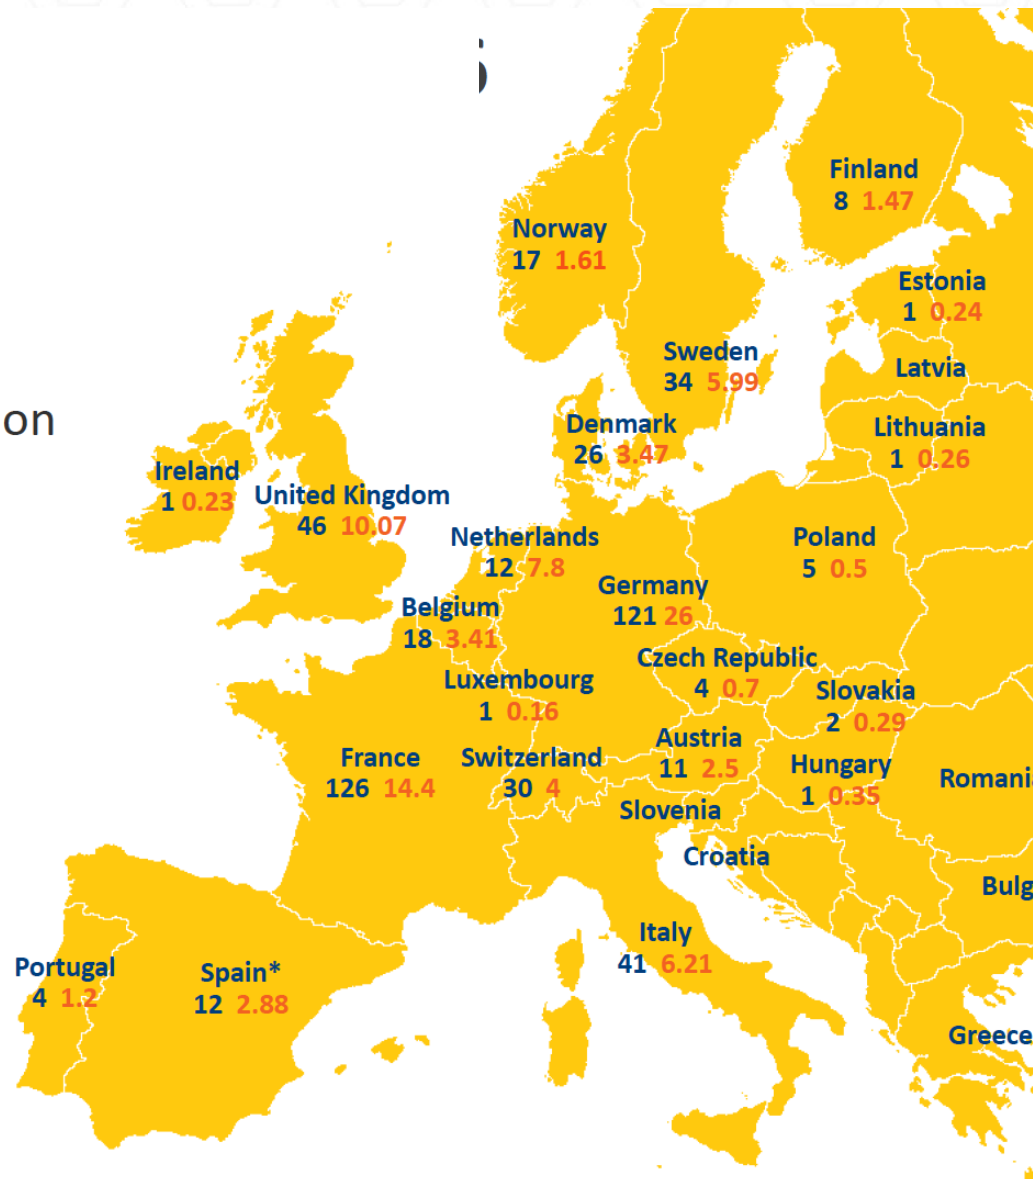 Finland
8 1.47
Norway
17 1.61
Estonia
1 0.24
Sweden
34 5.99
Latvia
on
Denmark
26 3.47
Lithuania
1 0.26
Ireland
1 0.23
United Kingdom
46 10.07
Netherlands
12 7.8
Poland
5 0.5
Germany
121 26
Belgium
18 3.41
Czech Republic
4 0.7
Luxembourg
1 0.16
Slovakia
2 0.29
Austria
11 2.5
France
126 14.4
Switzerland
30 4
Hungary
1 0.35
Romania
Slovenia
Croatia
Bulg
Italy
41 6.21
Portugal
4 1.2
Spain*
12 2.88
Greece